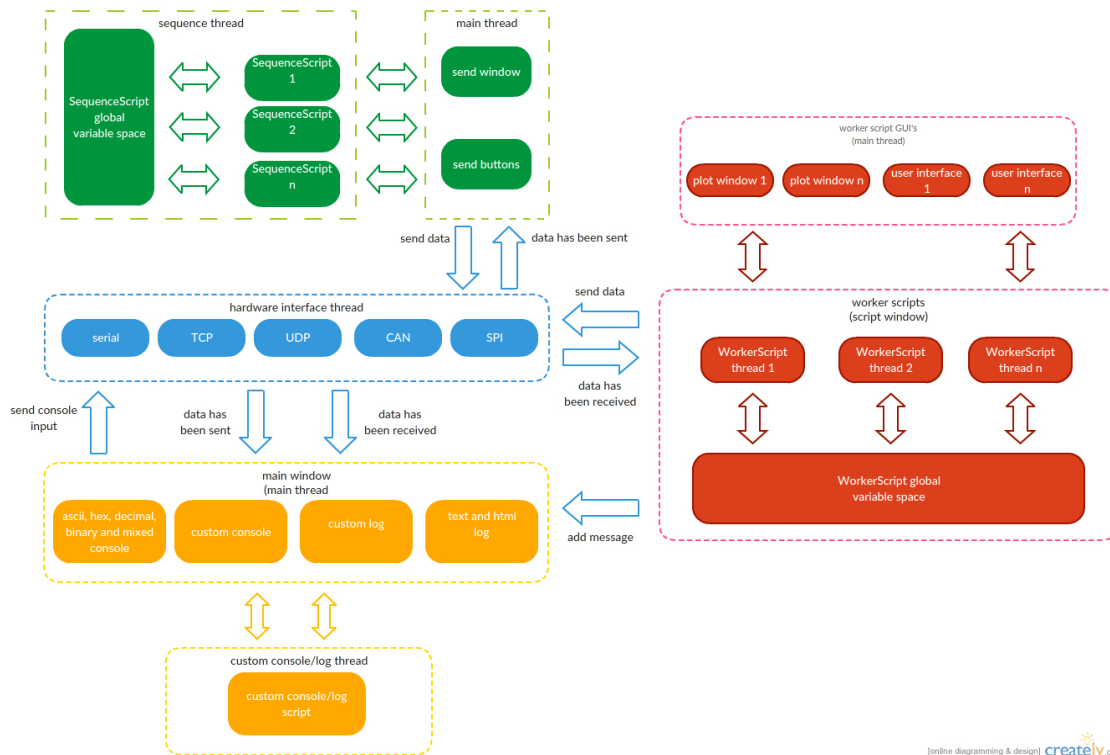 sequence thread
SequenceScript
global
variable space
SequenceScript
1
SequenceScript
2
SequenceScript
n
main thread
send window
send buttons
send data
data has been sent
worker script GUI's
(main thread)
plot window 1
plot window n
user interface
1
user interface
n
hardware interface thread
serial
TCP
UDP
CAN
SPI
send data
data has
been received
worker scripts
(script window)
WorkerScript
thread 1
WorkerScript
thread 2
WorkerScript
thread n
WorkerScript global
variable space
send console
input
data has
been sent
data has
been received
main window
(main thread
ascii, hex, decimal,
binary and mixed
console
custom console
custom log
text and html
log
add message
custom console/log thread
custom console/log
script
[online diagramming & design] creately.c